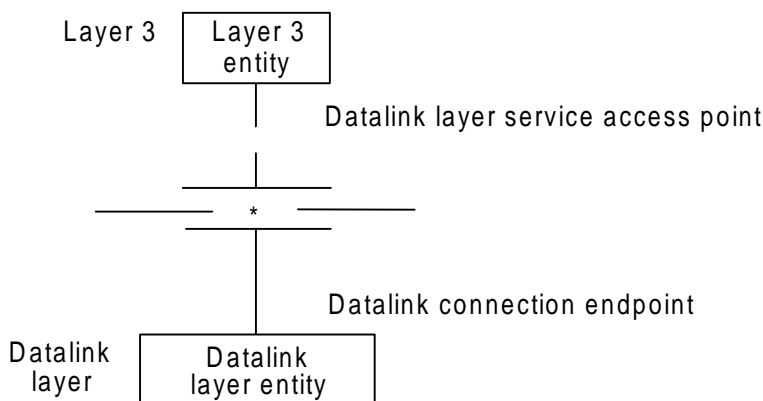 Layer 3
Layer 3
entity
Datalink layer service access point
*
Datalink connection endpoint
Datalink
layer
Datalink
layer entity